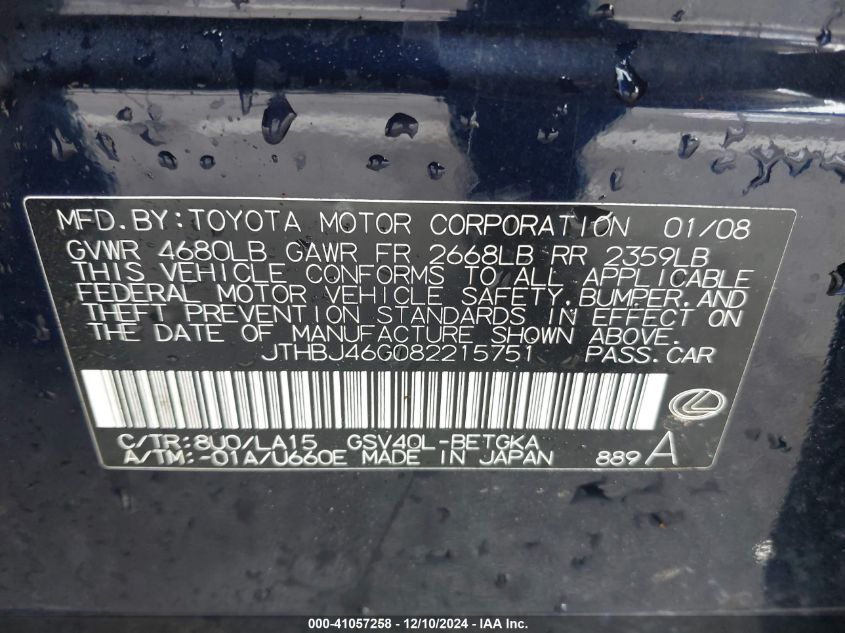 MFD.BY:TOYOTA MOTOR CORPORATION 01/08
GVWR 4680LB GAWR FR 2668LB RR 2359LB
THIS VEHICLE CONFORMS TO ALL APPLICABLE
FEDERAL MOTOR VEHICLE SAFETY,BUMPER,AND
THEFT PREVENTION STANDARDS IN EFFECT ON
THE DATE OF MANUFACTURE SHOWN ABOVE.
JTHBJ46G082215751 PASS.CAR
C/TR:8U0/LA15 GSV40L-BETGKA
A/TM:-01A/U660E MADE IN JAPAN 889 A
000-41057258 - 12/10/2024 - IAA Inc.